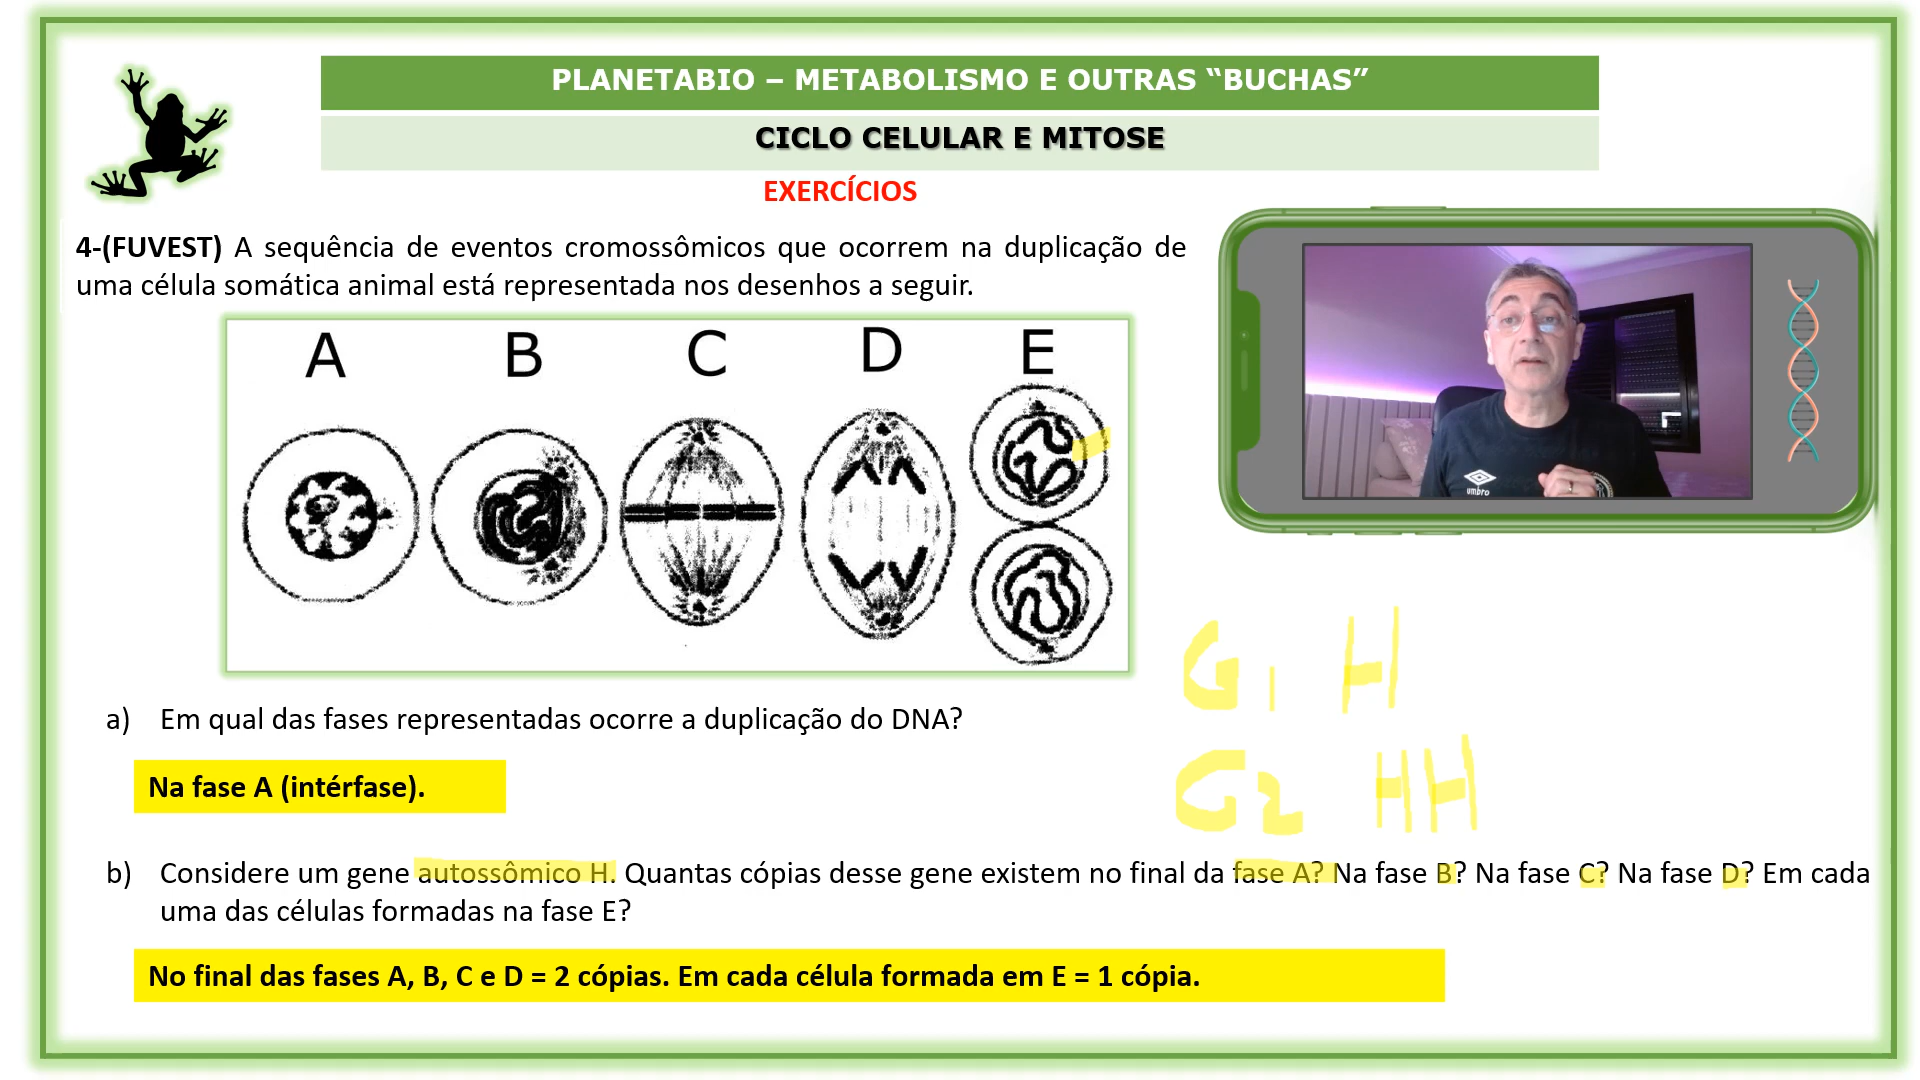 PLANETABIO – METABOLISMO E OUTRAS “BUCHAS”
CICLO CELULAR E MITOSE
EXERCÍCIOS
4-(FUVEST) A sequência de eventos cromossômicos que ocorrem na duplicação de
uma célula somática animal está representada nos desenhos a seguir.
A B C D E
umbro
G1 H
G2 HH
a) Em qual das fases representadas ocorre a duplicação do DNA?
Na fase A (intérfase).
b) Considere um gene autossômico H. Quantas cópias desse gene existem no final da fase A? Na fase B? Na fase C? Na fase D? Em cada
uma das células formadas na fase E?
No final das fases A, B, C e D = 2 cópias. Em cada célula formada em E = 1 cópia.